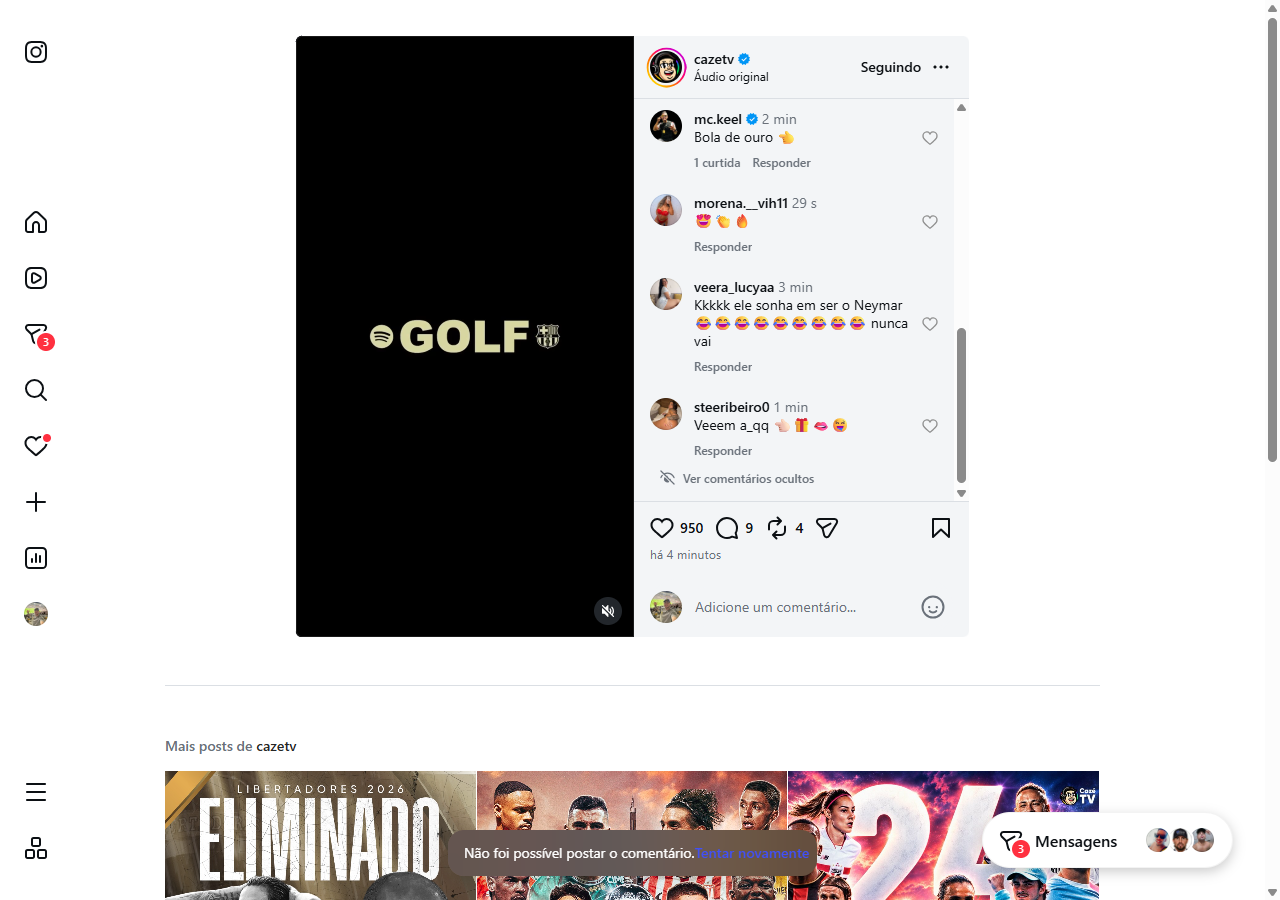 cazetv
Áudio original
Seguindo
GOLF
mc.keel 2 min
Bola de ouro 👈
1 curtida Responder
morena.__vih11 29 s
😍👏🔥
Responder
veera_lucyaa 3 min
Kkkkk ele sonha em ser o Neymar
😂😂😂😂😂😂😂😂😂 nunca
vai
Responder
steeribeiro0 1 min
Veeem a_qq 👈🏻🎁🫦😝
Responder
Ver comentários ocultos
950 9 4
há 4 minutos
Adicione um comentário...
3
Mais posts de cazetv
LIBERTADORES 2026
ELIMINADO
24
Cazé
TV
Não foi possível postar o comentário. Tentar novamente
3
Mensagens